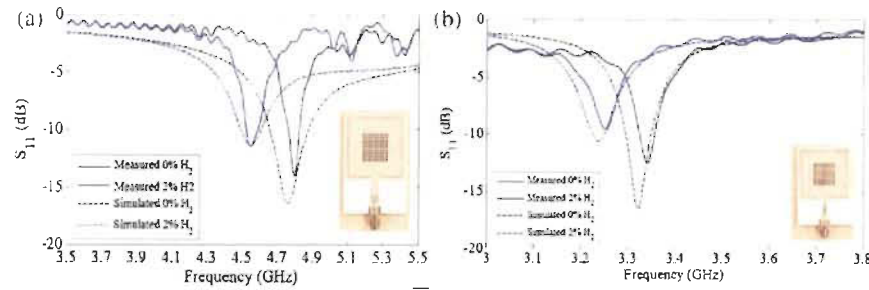 (a)
0
-5
-10
-15
-20
S11 (dB)
Measured 0% H2
Measured 2% H2
Simulated 0% H2
Simulated 2% H2
3.5 3.7 3.9 4.1 4.3 4.5 4.7 4.9 5.1 5.3 5.5
Frequency (GHz)
(b)
0
-5
-10
-15
-20
S11 (dB)
Measured 0% H2
Measured 2% H2
Simulated 0% H2
Simulated 2% H2
3 3.1 3.2 3.3 3.4 3.5 3.6 3.7 3.8
Frequency (GHz)